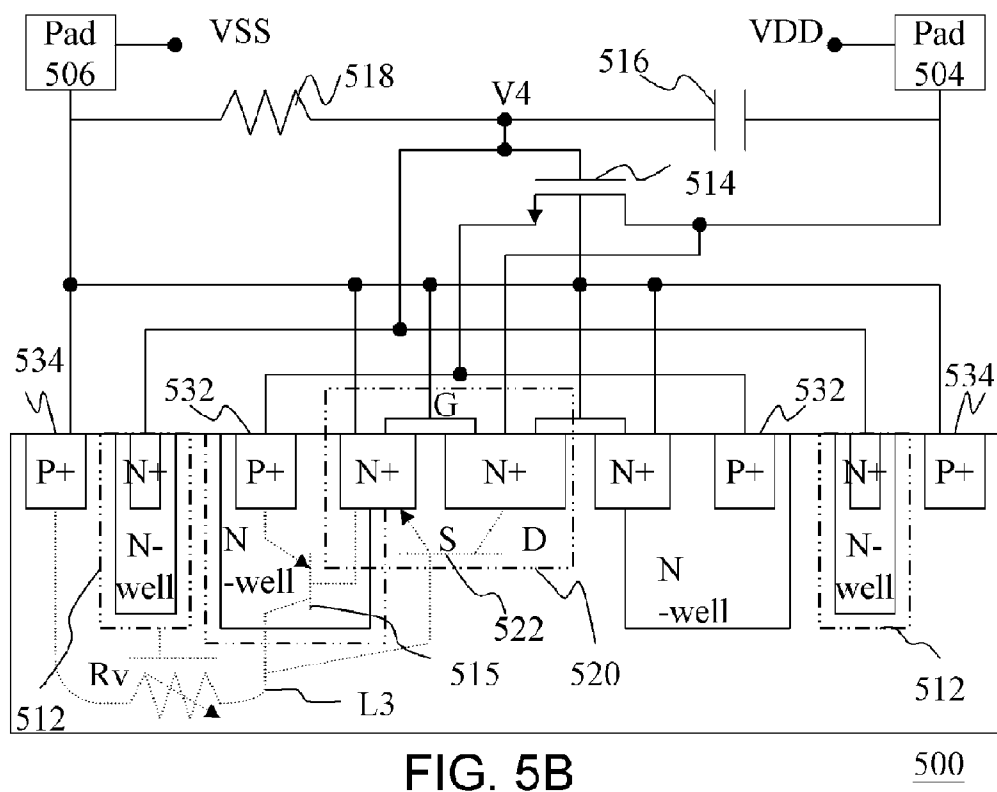 Pad
506
VSS
VDD
Pad
504
518
516
V4
514
534
532
G
532
534
P+
N+
P+
N+
N+
N+
P+
N+
P+
N-
well
N
-well
S
D
N
-well
N-
well
522
Rv
512
L3
515
520
512
FIG. 5B
500